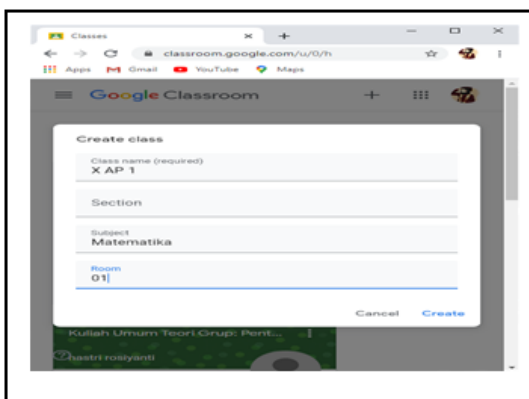 Classes
classroom.google.com/u/0/h
Apps Gmail YouTube Maps
Google Classroom
Create class
Class name (required)
X AP 1
Section
Subject
Matematika
Room
01
Cancel Create
Kuliah Umum Teori Grup: Pent...
hastri rosiyanti